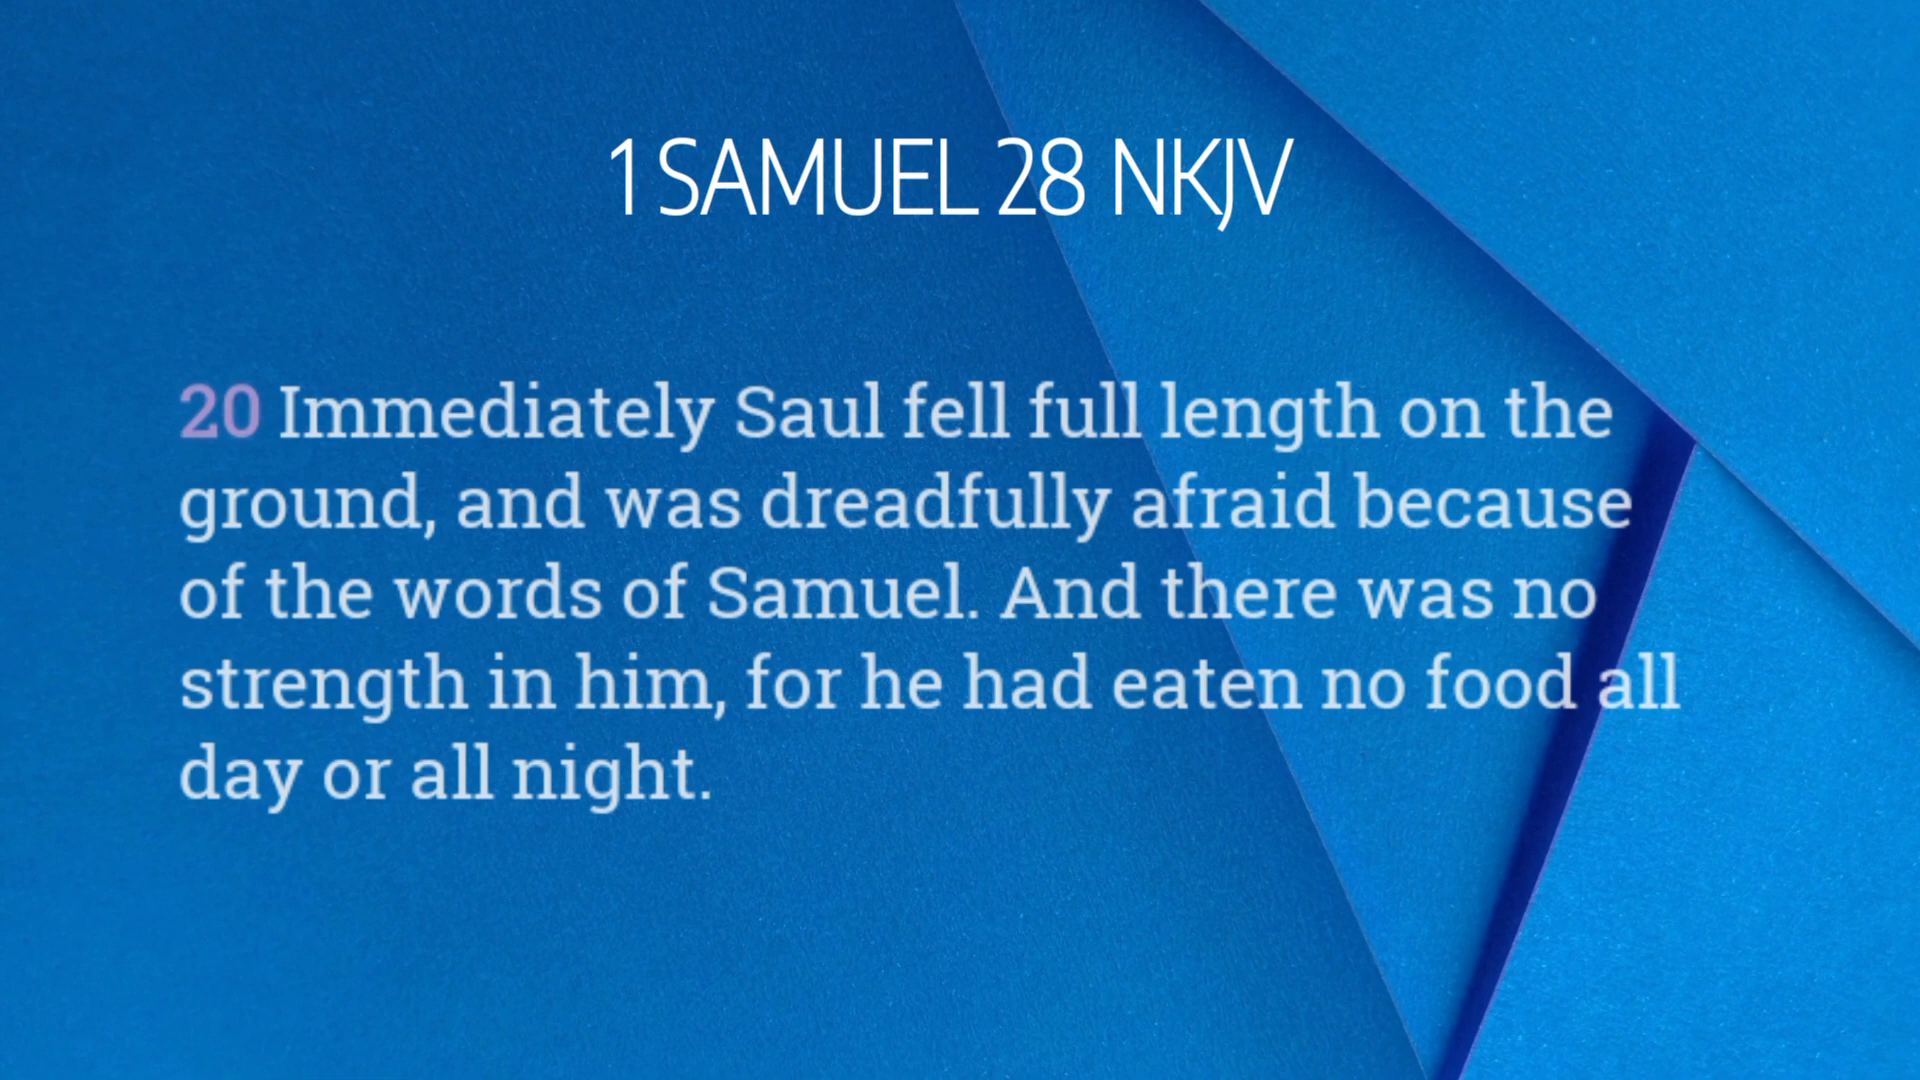 1 SAMUEL 28 NKJV
20 Immediately Saul fell full length on the
ground, and was dreadfully afraid because
of the words of Samuel. And there was no
strength in him, for he had eaten no food all
day or all night.